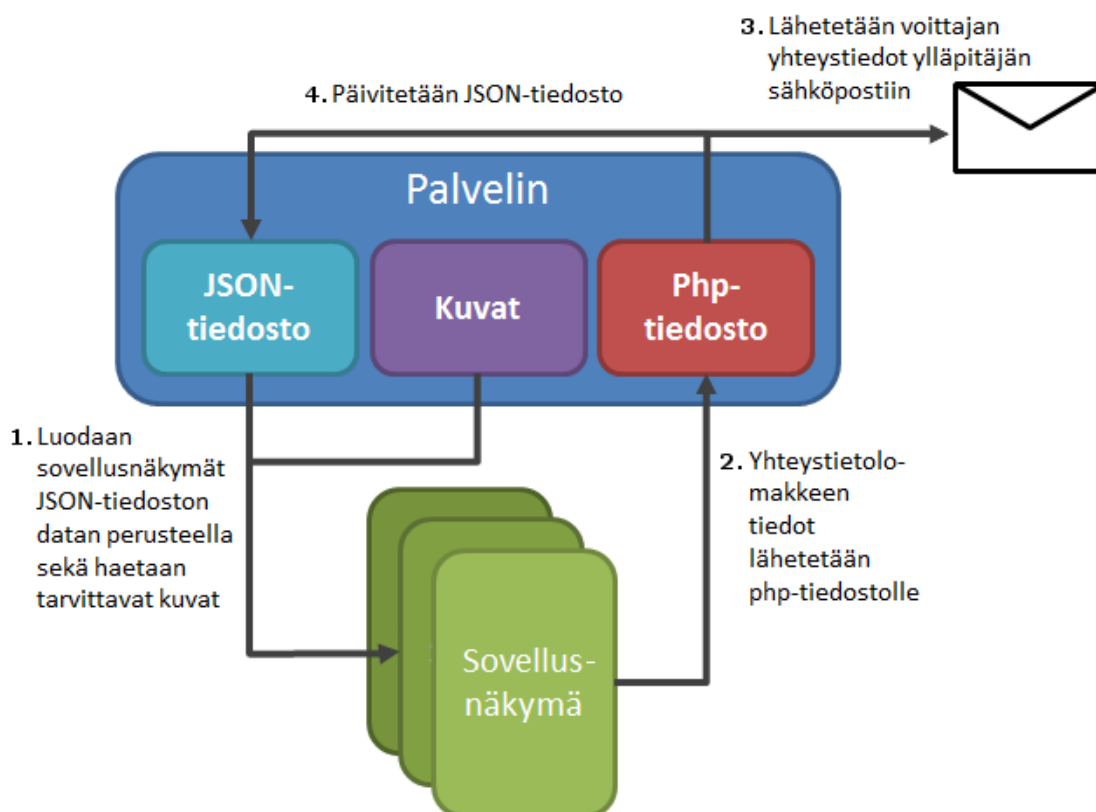 3. Lähetetään voittajan
yhteystiedot ylläpitäjän
sähköpostiin
4. Päivitetään JSON-tiedosto
Palvelin
JSON-
tiedosto
Kuvat
Php-
tiedosto
1. Luodaan
sovellusnäkymät
JSON-tiedoston
datan perusteella
sekä haetaan
tarvittavat kuvat
2. Yhteystietolo-
makkeen
tiedot
lähetetään
php-tiedostolle
Sovellus-
näkymä